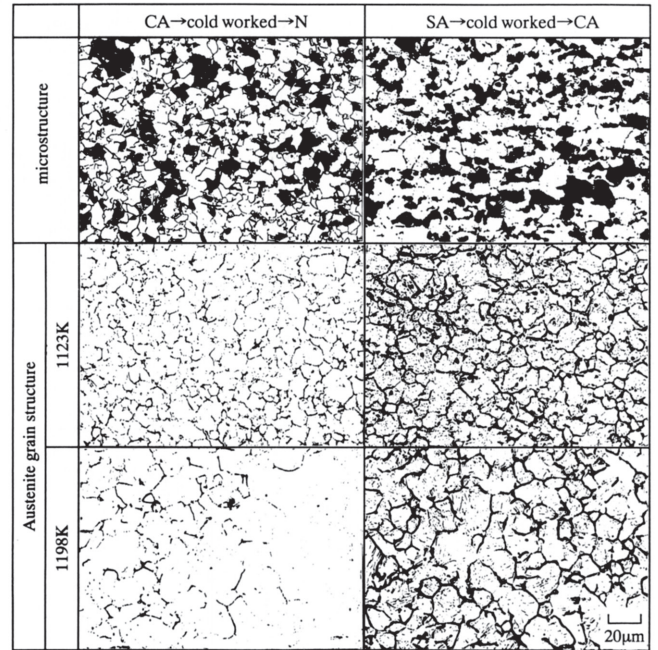 CA→cold worked→N
SA→cold worked→CA
microstructure
Austenite grain structure
1123K
1198K
20μm